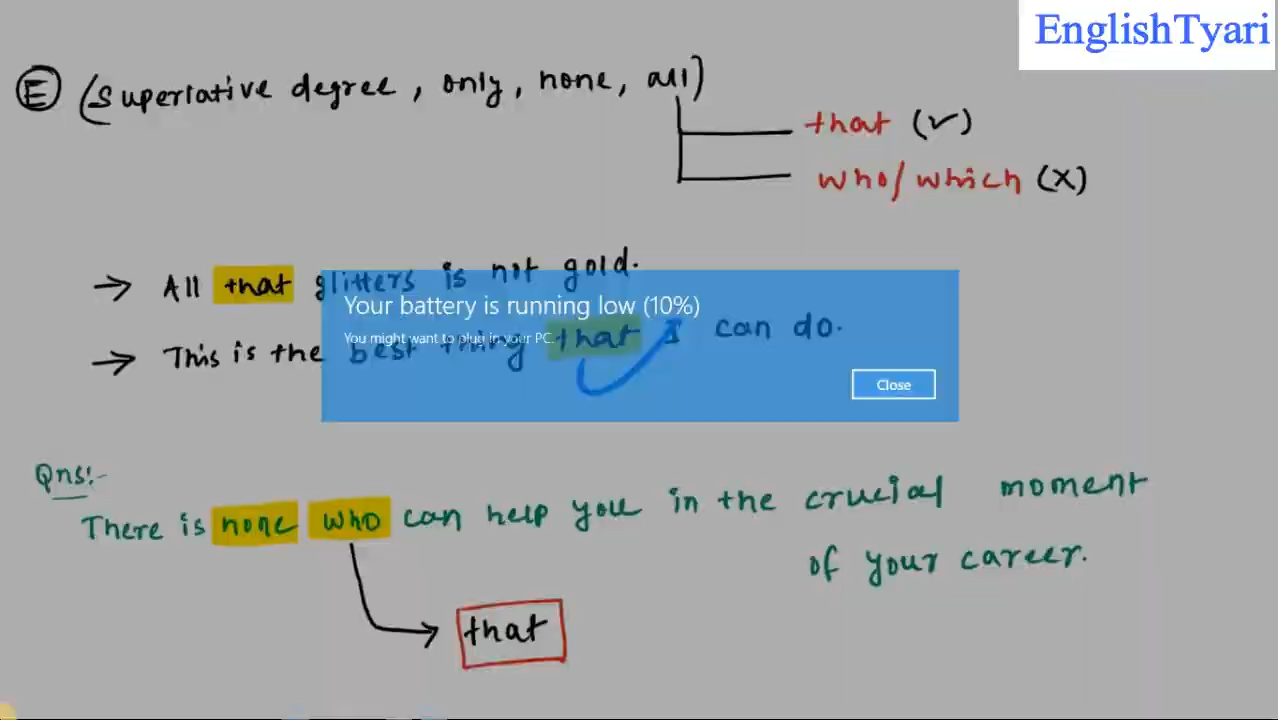 EnglishTyari
E (Superlative degree, only, none, all)
that (✓)
who/which (X)
→ All that glitters is not gold.
Your battery is running low (10%)
You might want to plug in your PC.
→ This is the best thing that I can do.
Close
Qns:-
There is none who can help you in the crucial moment
of your career.
that